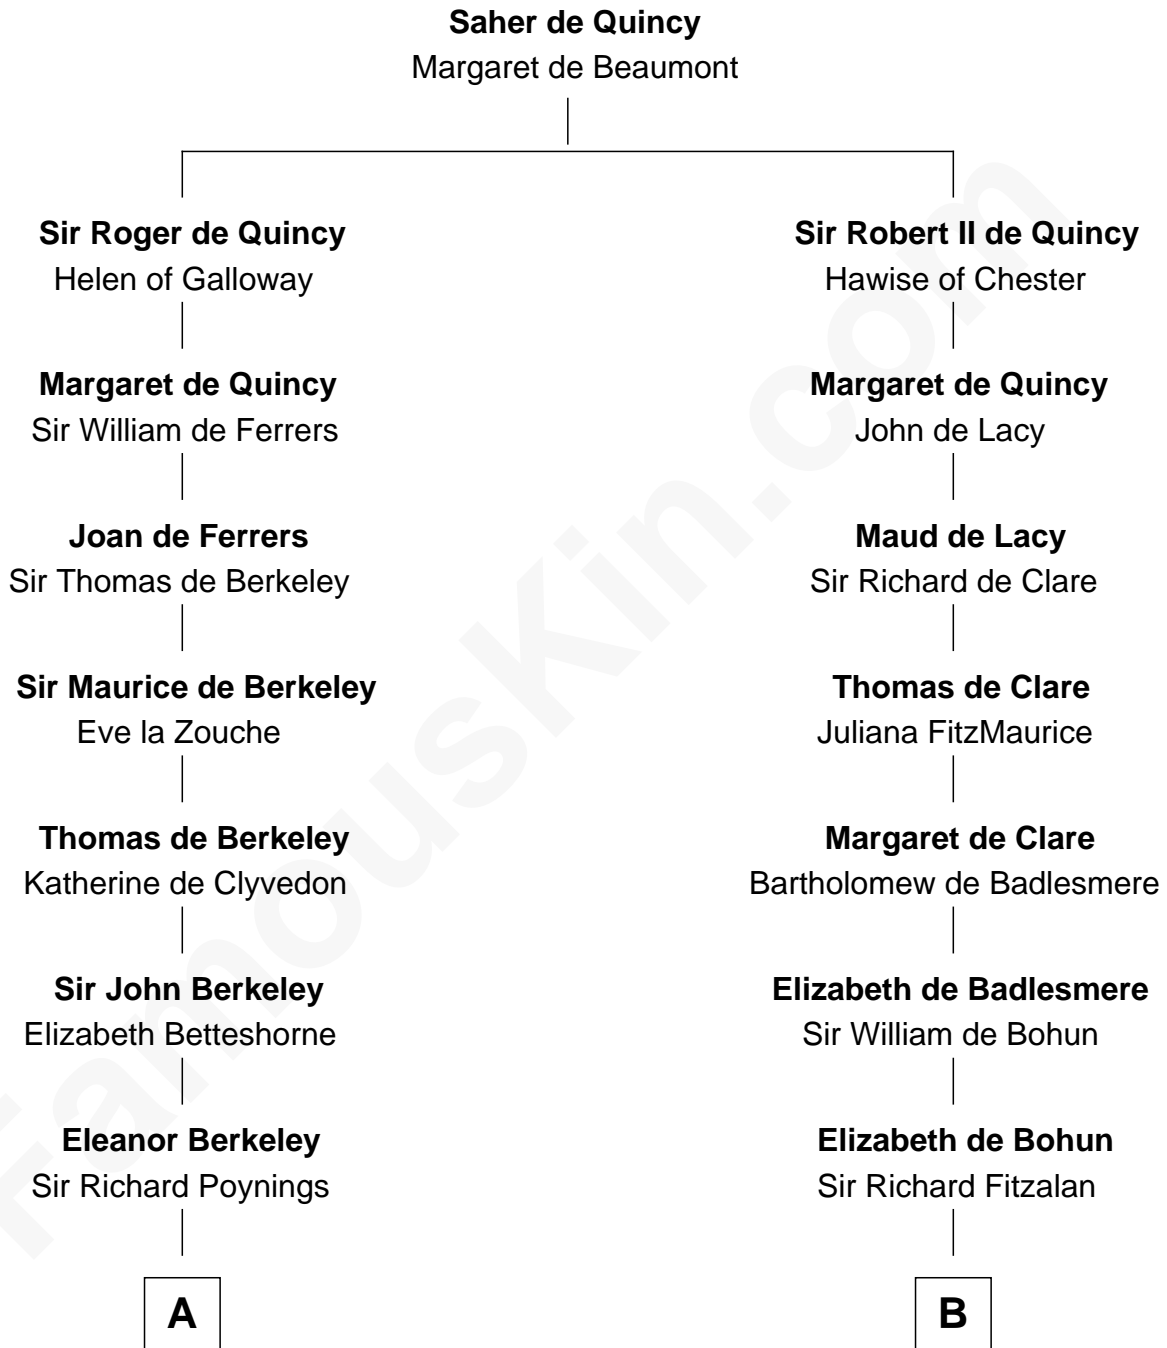 Saher de Quincy
Margaret de Beaumont
Sir Roger de Quincy
Helen of Galloway
Margaret de Quincy
Sir William de Ferrers
Joan de Ferrers
Sir Thomas de Berkeley
Sir Maurice de Berkeley
Eve la Zouche
Thomas de Berkeley
Katherine de Clyvedon
Sir John Berkeley
Elizabeth Betteshorne
Eleanor Berkeley
Sir Richard Poynings
A
Sir Robert II de Quincy
Hawise of Chester
Margaret de Quincy
John de Lacy
Maud de Lacy
Sir Richard de Clare
Thomas de Clare
Juliana FitzMaurice
Margaret de Clare
Bartholomew de Badlesmere
Elizabeth de Badlesmere
Sir William de Bohun
Elizabeth de Bohun
Sir Richard Fitzalan
B
FamousKin.com